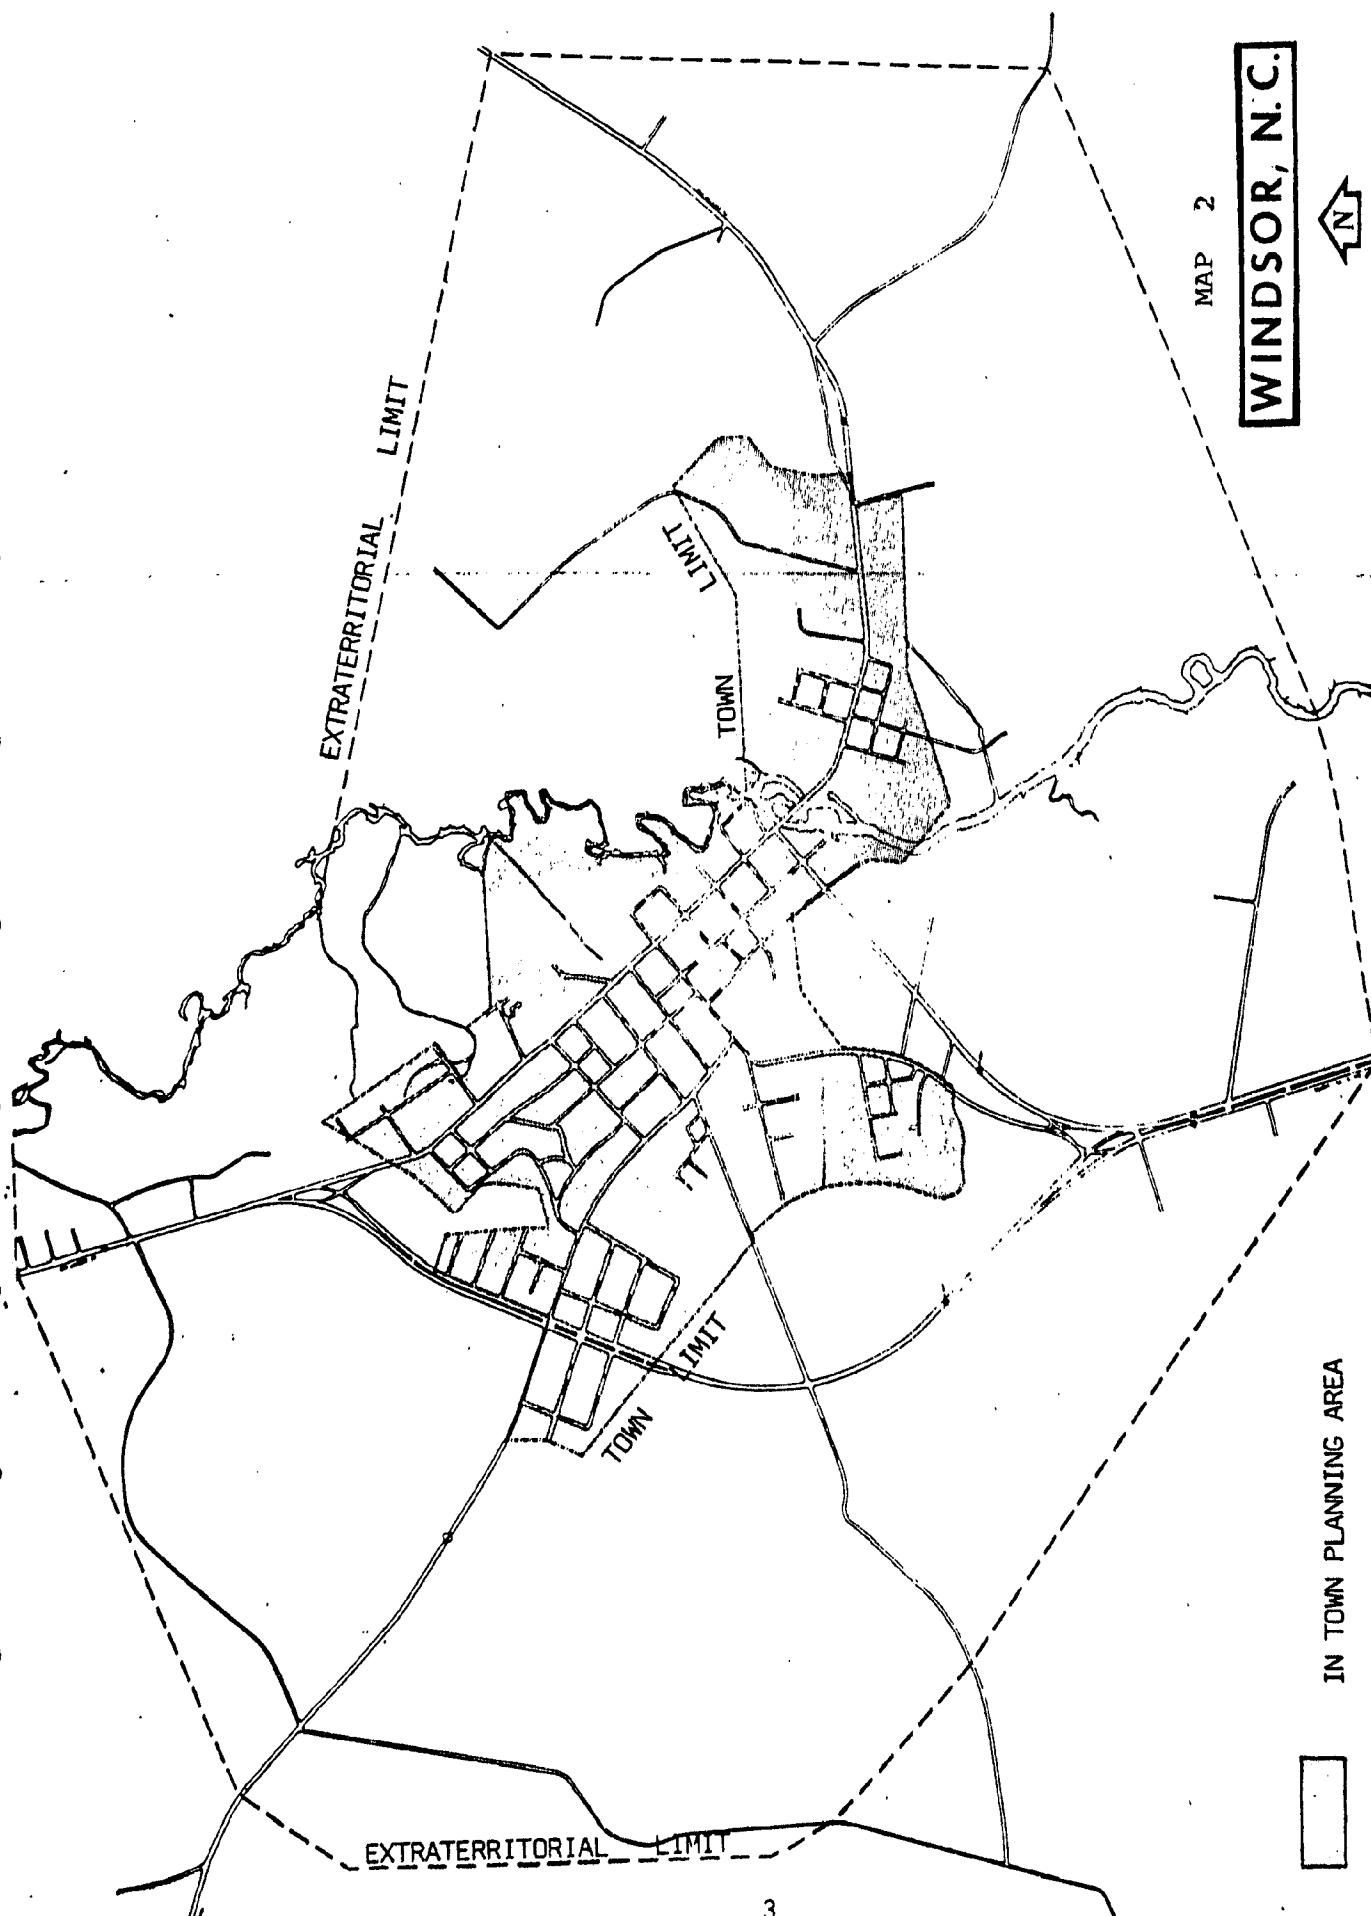 EXTRATERRITORIAL LIMIT
TOWN LIMIT
TOWN LIMIT
EXTRATERRITORIAL LIMIT
MAP 2
WINDSOR, N.C.
N
IN TOWN PLANNING AREA
3